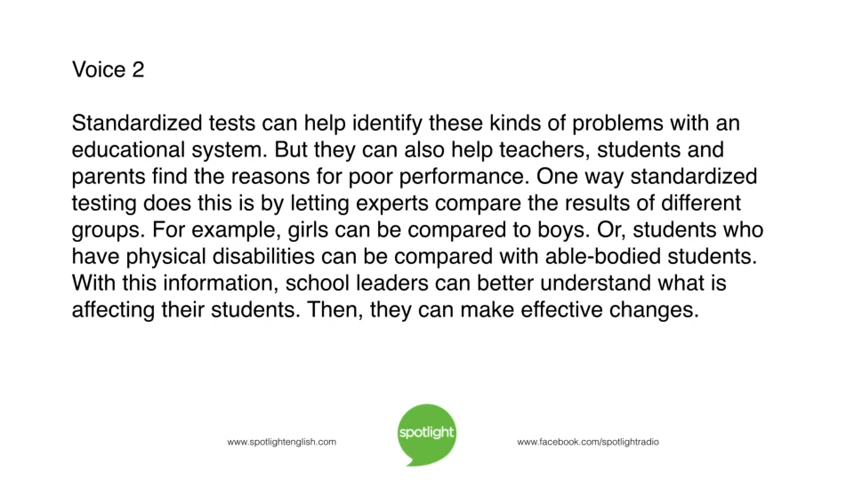 Voice 2
Standardized tests can help identify these kinds of problems with an
educational system. But they can also help teachers, students and
parents find the reasons for poor performance. One way standardized
testing does this is by letting experts compare the results of different
groups. For example, girls can be compared to boys. Or, students who
have physical disabilities can be compared with able-bodied students.
With this information, school leaders can better understand what is
affecting their students. Then, they can make effective changes.
www.spotlightenglish.com
spotlight
www.facebook.com/spotlightradio